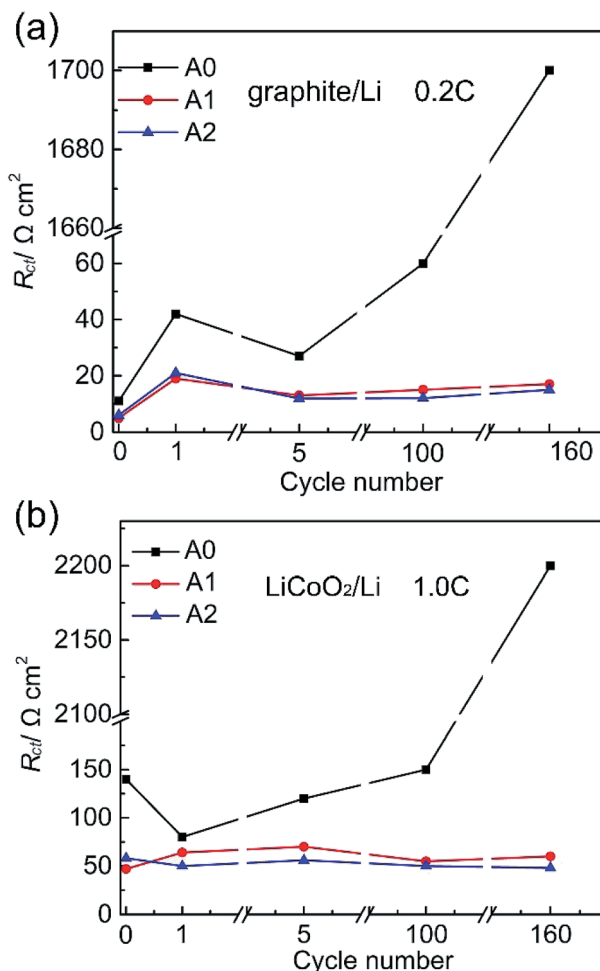 (a)
A0
A1
A2
graphite/Li 0.2C
1700
1680
1660
60
40
20
0
Rct/ Ω cm²
0 1 5 100 160
Cycle number
(b)
A0
A1
A2
LiCoO₂/Li 1.0C
2200
2150
2100
150
100
50
0
Rct/ Ω cm²
0 1 5 100 160
Cycle number